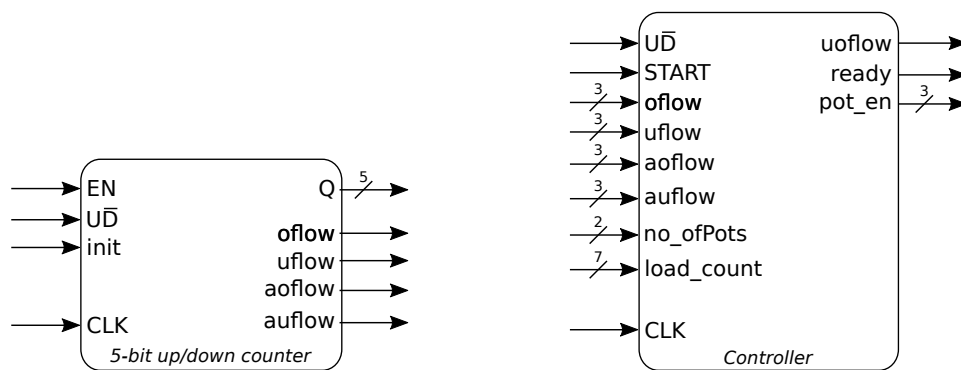 EN
UD̅
init
CLK
Q
5
oflow
uflow
aoflow
auflow
5-bit up/down counter
UD̅
START
3
oflow
3
uflow
3
aoflow
3
auflow
2
no_ofPots
7
load_count
CLK
uoflow
ready
pot_en
3
Controller